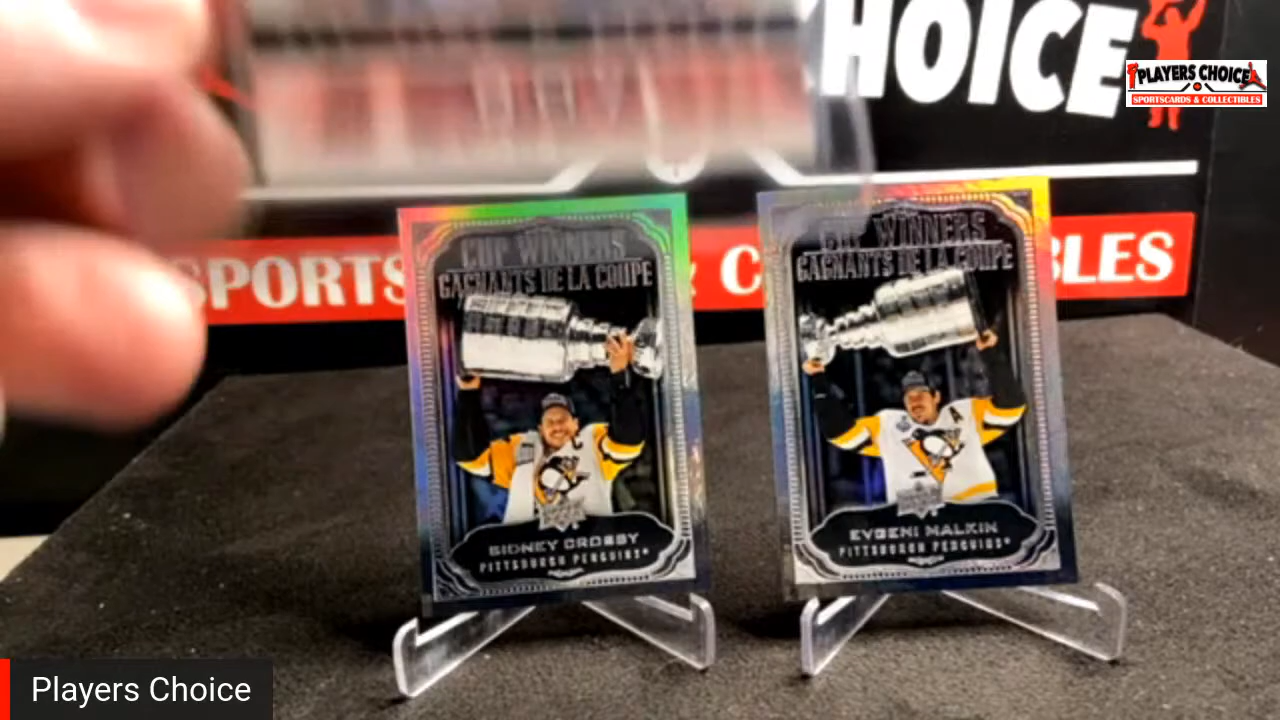 HOICE
PLAYERS CHOICE
SPORTSCARDS & COLLECTIBLES
SPORTS
& C
BLES
CUP WINNERS
GAGNANTS DE LA COUPE
C
SIDNEY CROSBY
PITTSBURGH PENGUINS
CUP WINNERS
GAGNANTS DE LA COUPE
A
EVGENI MALKIN
PITTSBURGH PENGUINS
Players Choice